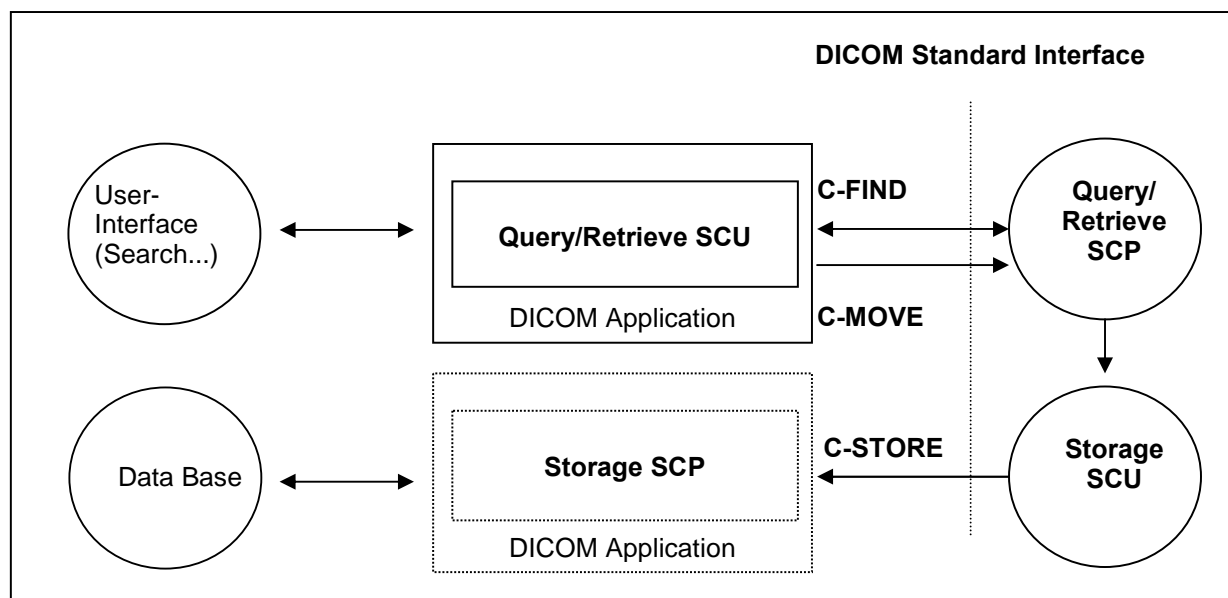 DICOM Standard Interface
User-
Interface
(Search...)
Query/Retrieve SCU
DICOM Application
C-FIND
C-MOVE
Query/
Retrieve
SCP
Data Base
Storage SCP
DICOM Application
C-STORE
Storage
SCU